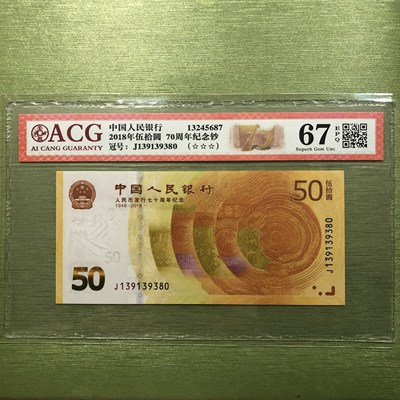 ACG
AI CANG GUARANTY
中国人民银行 13245687
2018年伍拾圆 70周年纪念钞
冠号: J139139380 (☆☆☆)
70
67 EPQ
Superb Gem Unc
中国人民银行
人民币发行七十周年纪念
1948-2018
50 伍拾圆
50
50
J139139380